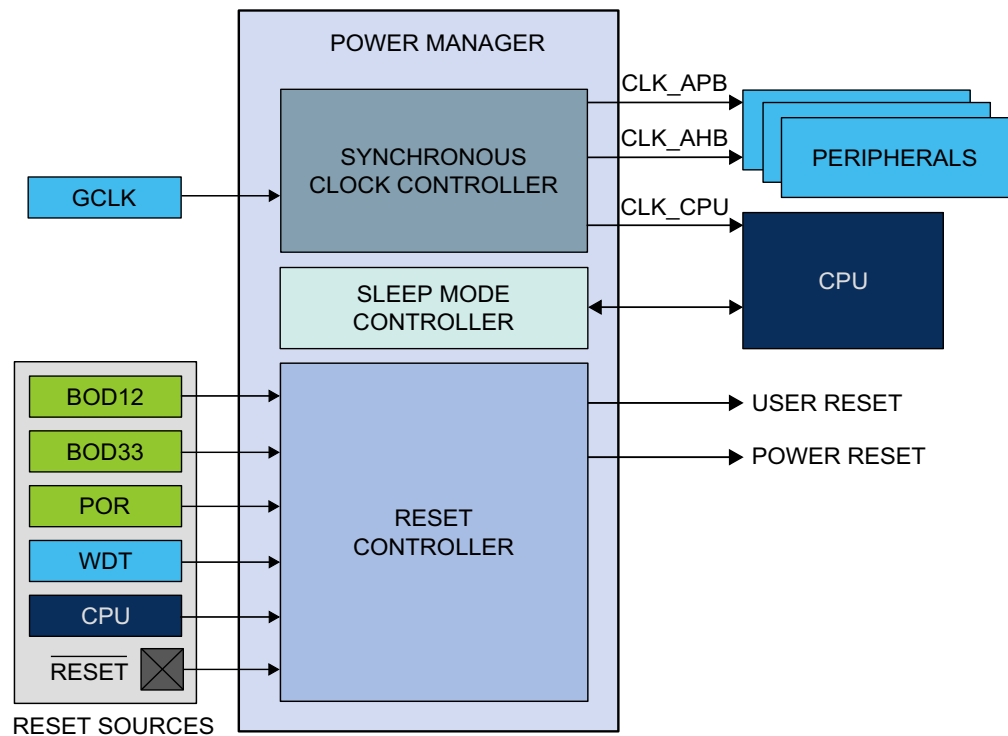 POWER MANAGER
SYNCHRONOUS
CLOCK CONTROLLER
GCLK
CLK_APB
CLK_AHB
CLK_CPU
PERIPHERALS
CPU
SLEEP MODE
CONTROLLER
BOD12
BOD33
POR
WDT
CPU
RESET
RESET SOURCES
RESET
CONTROLLER
USER RESET
POWER RESET